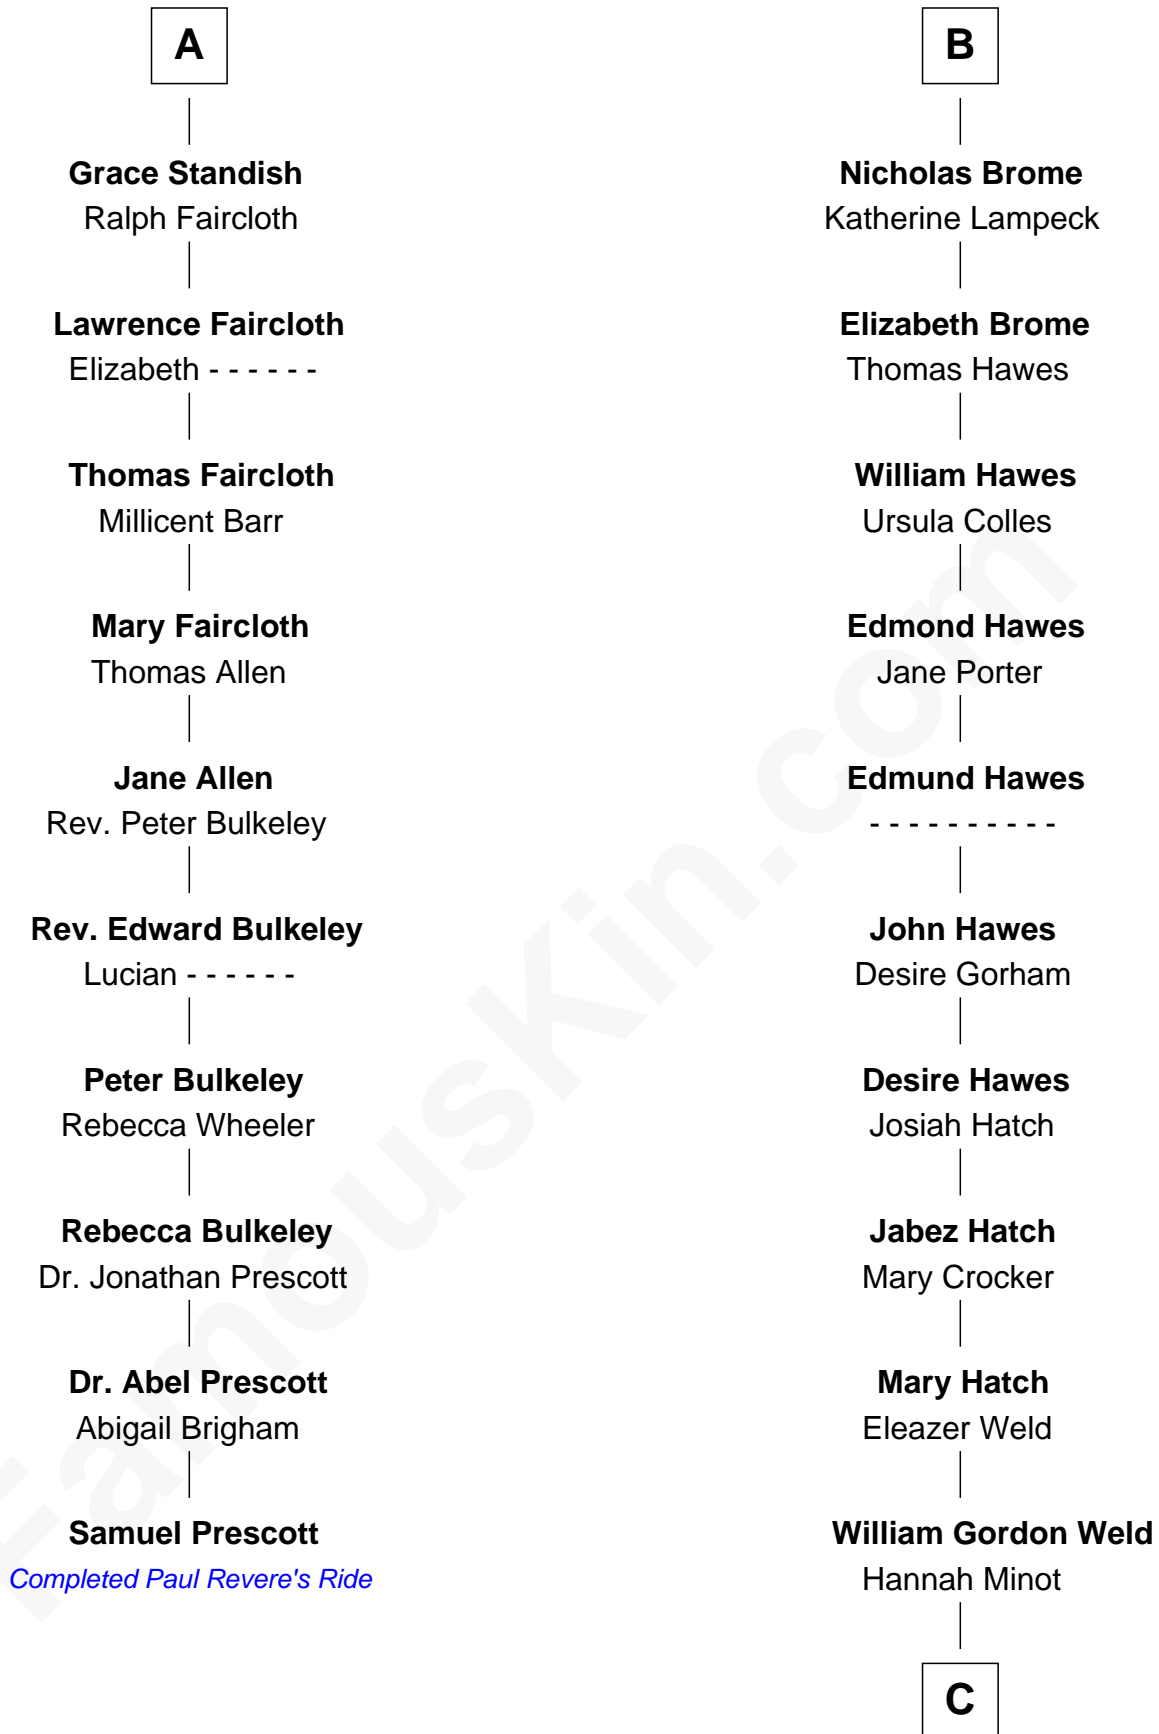 A
Grace Standish
Ralph Faircloth
Lawrence Faircloth
Elizabeth - - - - - -
Thomas Faircloth
Millicent Barr
Mary Faircloth
Thomas Allen
Jane Allen
Rev. Peter Bulkeley
Rev. Edward Bulkeley
Lucian - - - - - -
Peter Bulkeley
Rebecca Wheeler
Rebecca Bulkeley
Dr. Jonathan Prescott
Dr. Abel Prescott
Abigail Brigham
Samuel Prescott
Completed Paul Revere's Ride
B
Nicholas Brome
Katherine Lampeck
Elizabeth Brome
Thomas Hawes
William Hawes
Ursula Colles
Edmond Hawes
Jane Porter
Edmund Hawes
- - - - - - - - - -
John Hawes
Desire Gorham
Desire Hawes
Josiah Hatch
Jabez Hatch
Mary Crocker
Mary Hatch
Eleazer Weld
William Gordon Weld
Hannah Minot
C
FamousKin.com